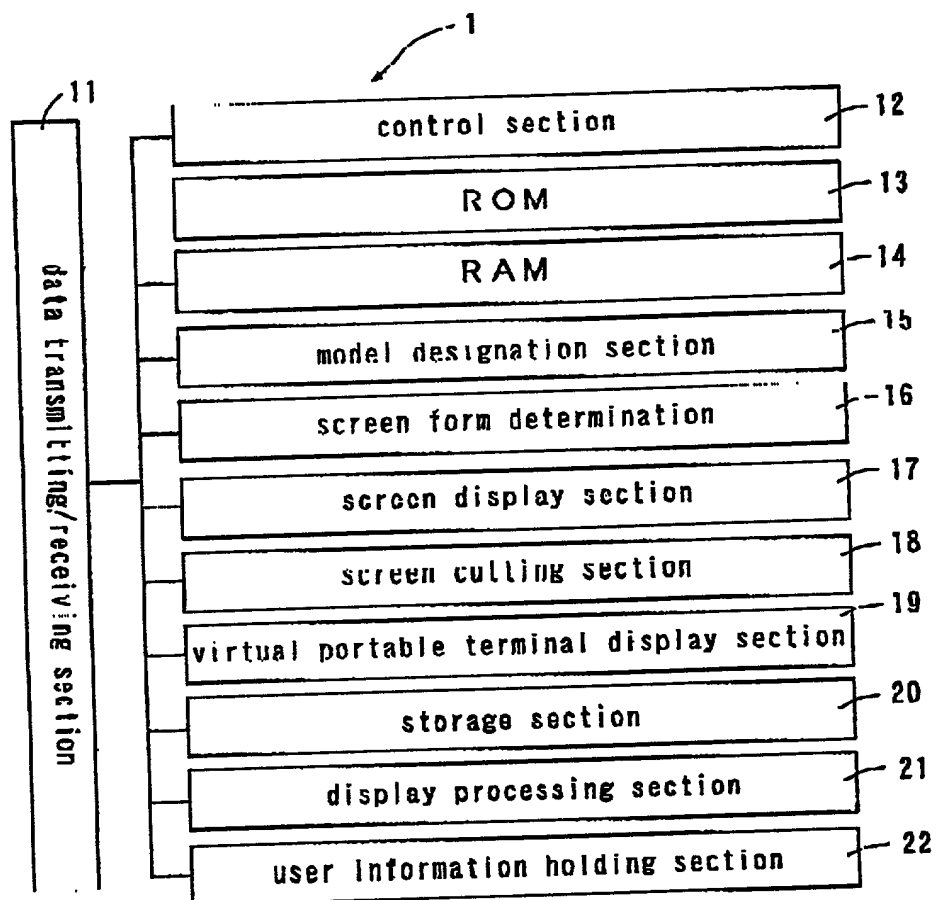 1
11
control section
12
ROM
13
RAM
14
model designation section
15
screen form determination
16
screen display section
17
screen culling section
18
virtual portable terminal display section
19
storage section
20
display processing section
21
user information holding section
22
data transmitting/receiving section